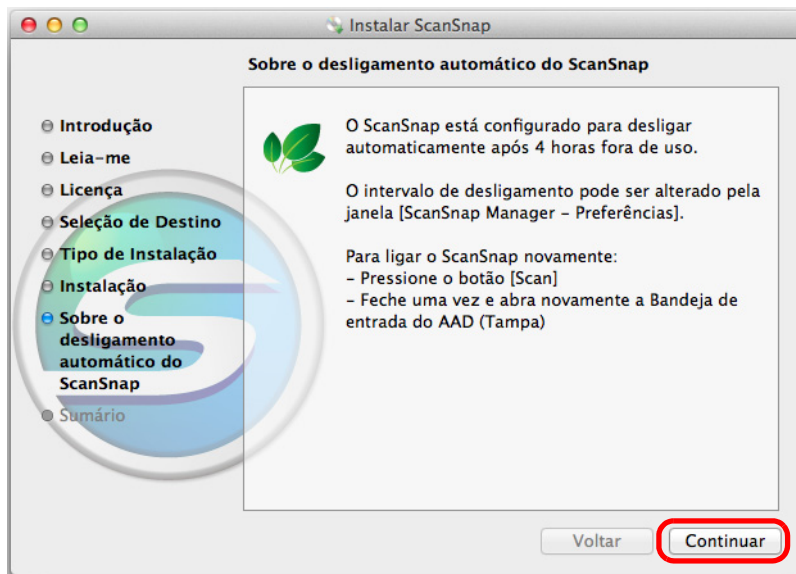 Instalar ScanSnap
Sobre o desligamento automático do ScanSnap
Introdução
Leia-me
Licença
Seleção de Destino
Tipo de Instalação
Instalação
Sobre o
desligamento
automático do
ScanSnap
Sumário
O ScanSnap está configurado para desligar
automaticamente após 4 horas fora de uso.
O intervalo de desligamento pode ser alterado pela
janela [ScanSnap Manager – Preferências].
Para ligar o ScanSnap novamente:
– Pressione o botão [Scan]
– Feche uma vez e abra novamente a Bandeja de
entrada do AAD (Tampa)
Voltar
Continuar